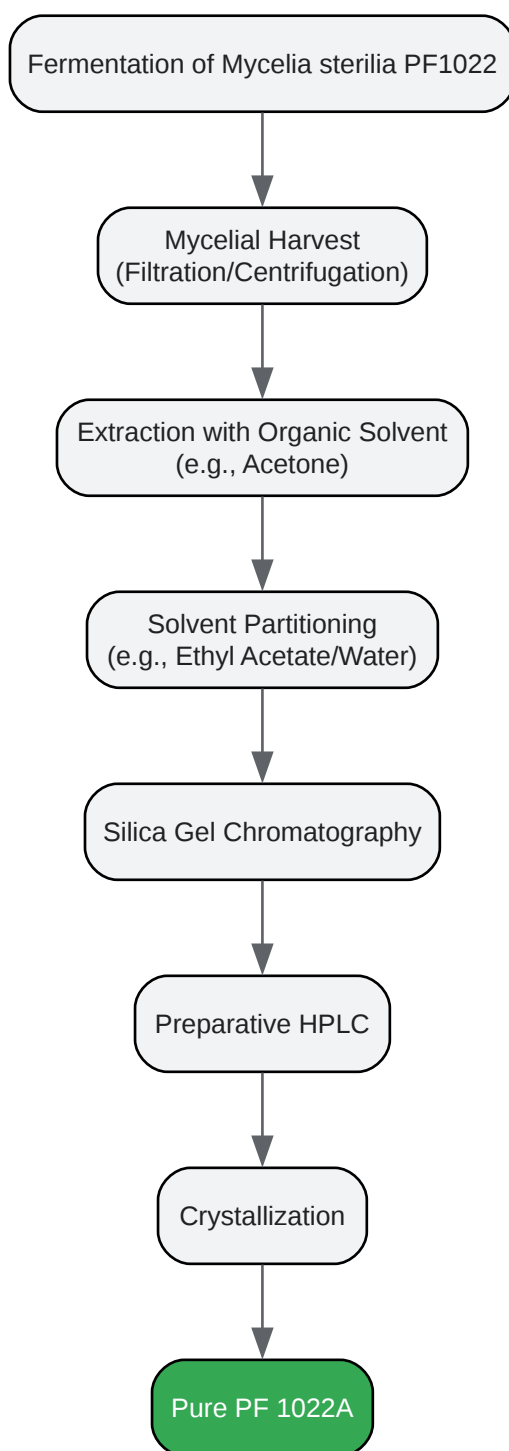 Fermentation of Mycelia sterilia PF1022
Mycelial Harvest
(Filtration/Centrifugation)
Extraction with Organic Solvent
(e.g., Acetone)
Solvent Partitioning
(e.g., Ethyl Acetate/Water)
Silica Gel Chromatography
Preparative HPLC
Crystallization
Pure PF 1022A